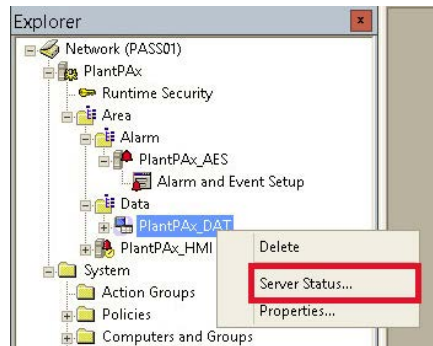 Explorer
x
Network (PASS01)
PlantPAx
Runtime Security
Area
Alarm
PlantPAx_AES
Alarm and Event Setup
Data
PlantPAx_DAT
PlantPAx_HMI
Delete
Server Status...
Properties...
System
Action Groups
Policies
Computers and Groups